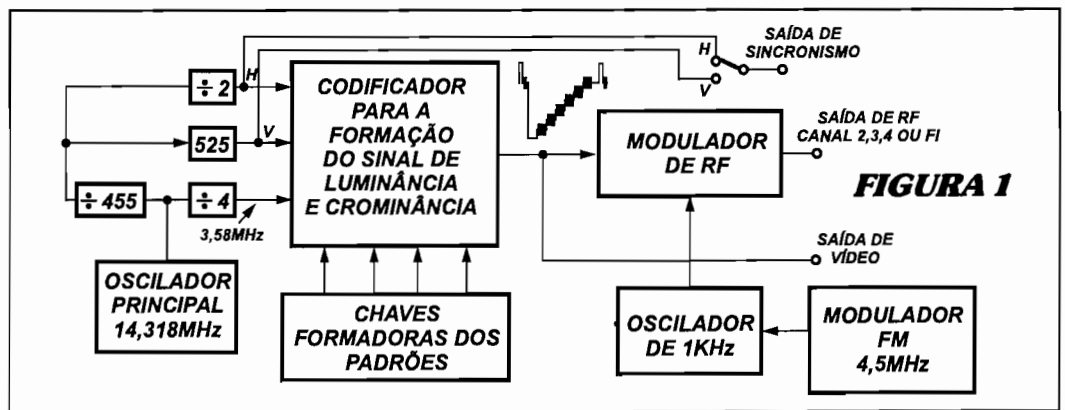 ÷ 2
H
525
V
÷ 455
÷ 4
3,58MHz
OSCILADOR
PRINCIPAL
14,318MHz
CODIFICADOR
PARA A
FORMAÇÃO
DO SINAL DE
LUMINÂNCIA
E CROMINÂNCIA
CHAVES
FORMADORAS DOS
PADRÕES
H
V
SAÍDA DE
SINCRONISMO
MODULADOR
DE RF
SAÍDA DE RF
CANAL 2,3,4 OU FI
FIGURA 1
SAÍDA DE
VÍDEO
OSCILADOR
DE 1KHz
MODULADOR
FM
4,5MHz